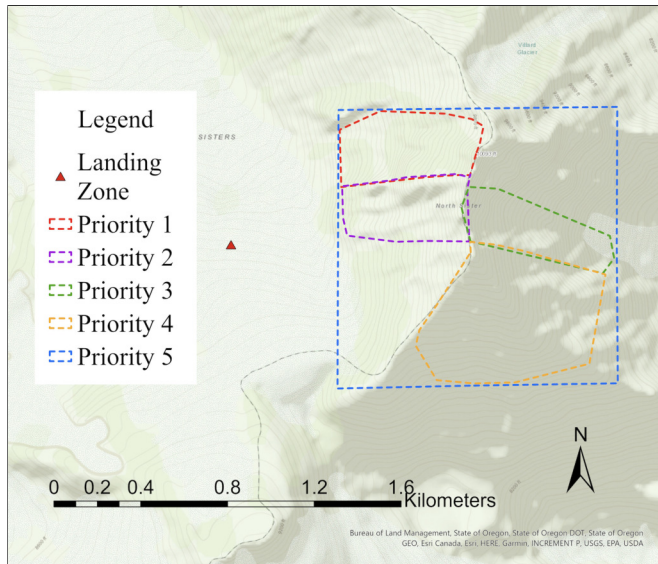 Villard
Glacier
SISTERS
Legend
Landing
Zone
Priority 1
Priority 2
Priority 3
Priority 4
Priority 5
0 0.2 0.4 0.8 1.2 1.6
Kilometers
N
Bureau of Land Management, State of Oregon, State of Oregon DOT, State of Oregon
GEO, Esri Canada, Esri, HERE, Garmin, INCREMENT P, USGS, EPA, USDA